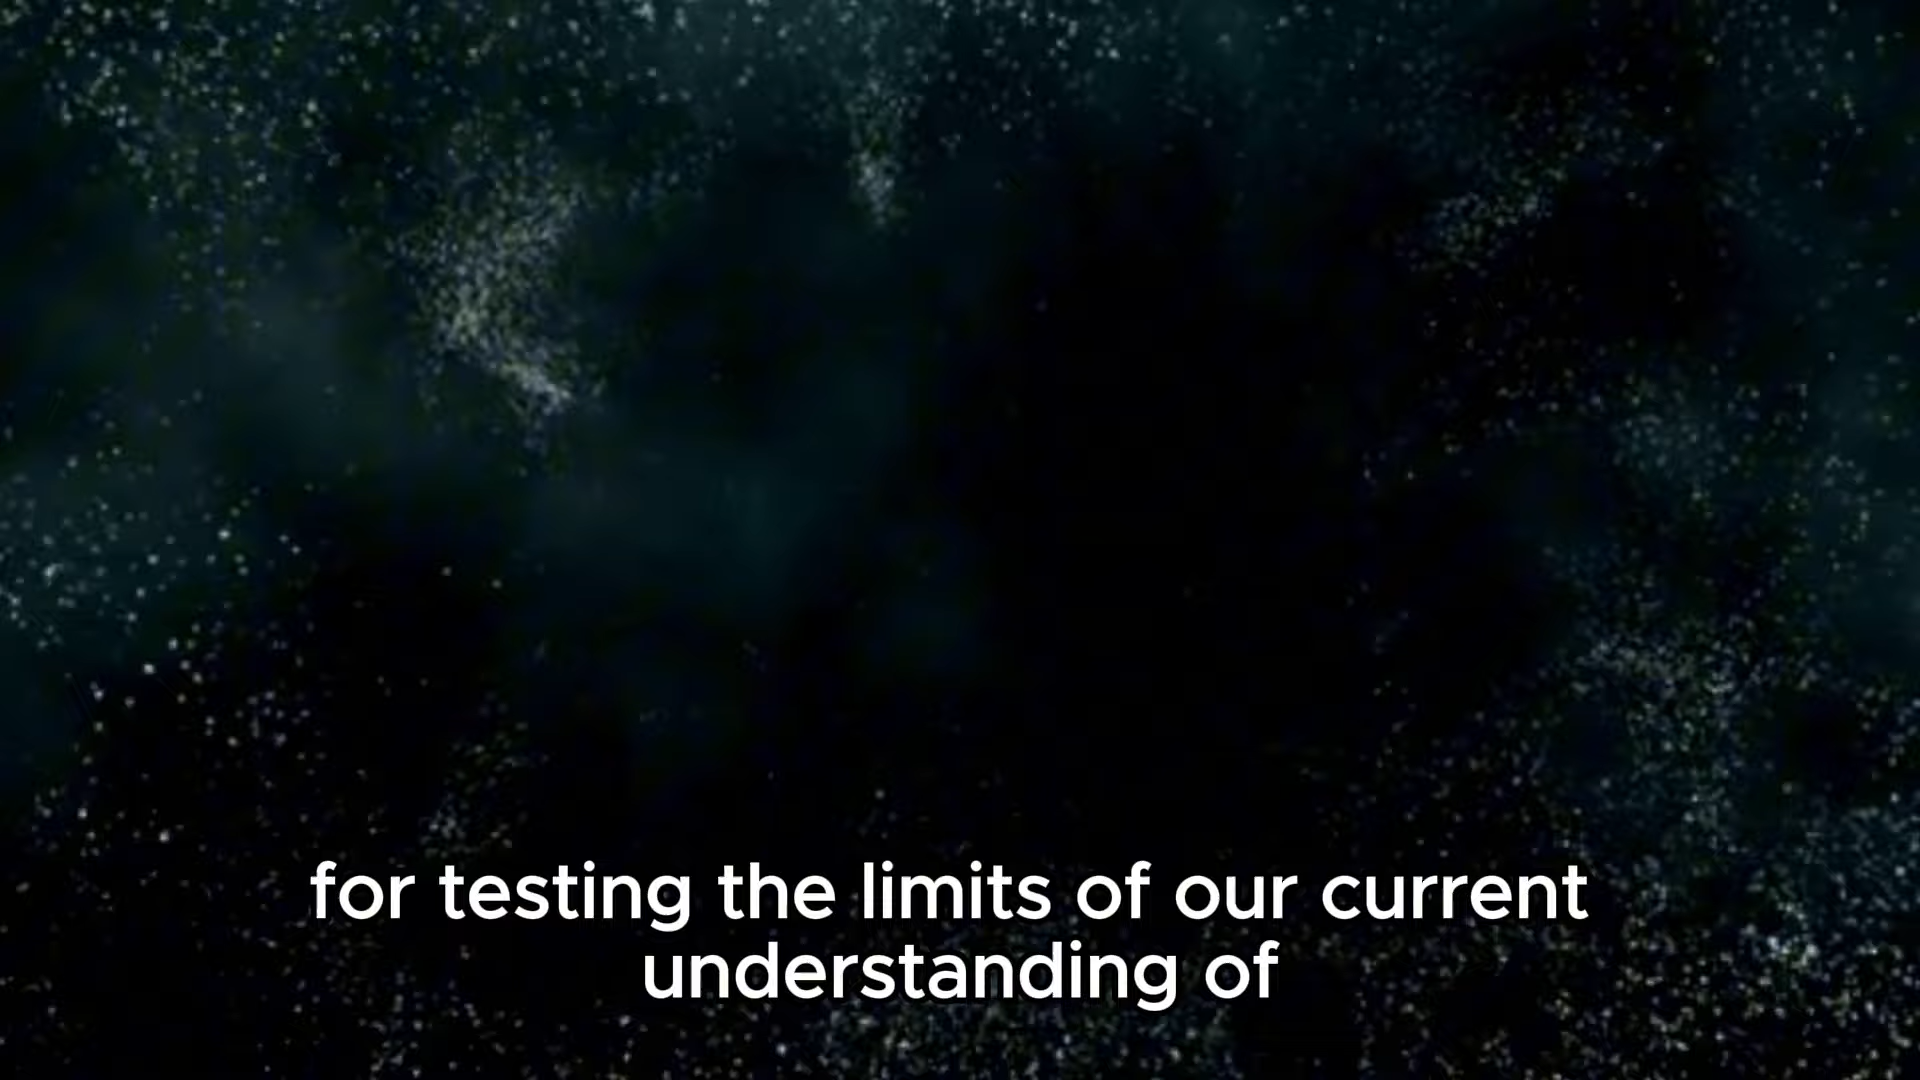 for testing the limits of our current
understanding of